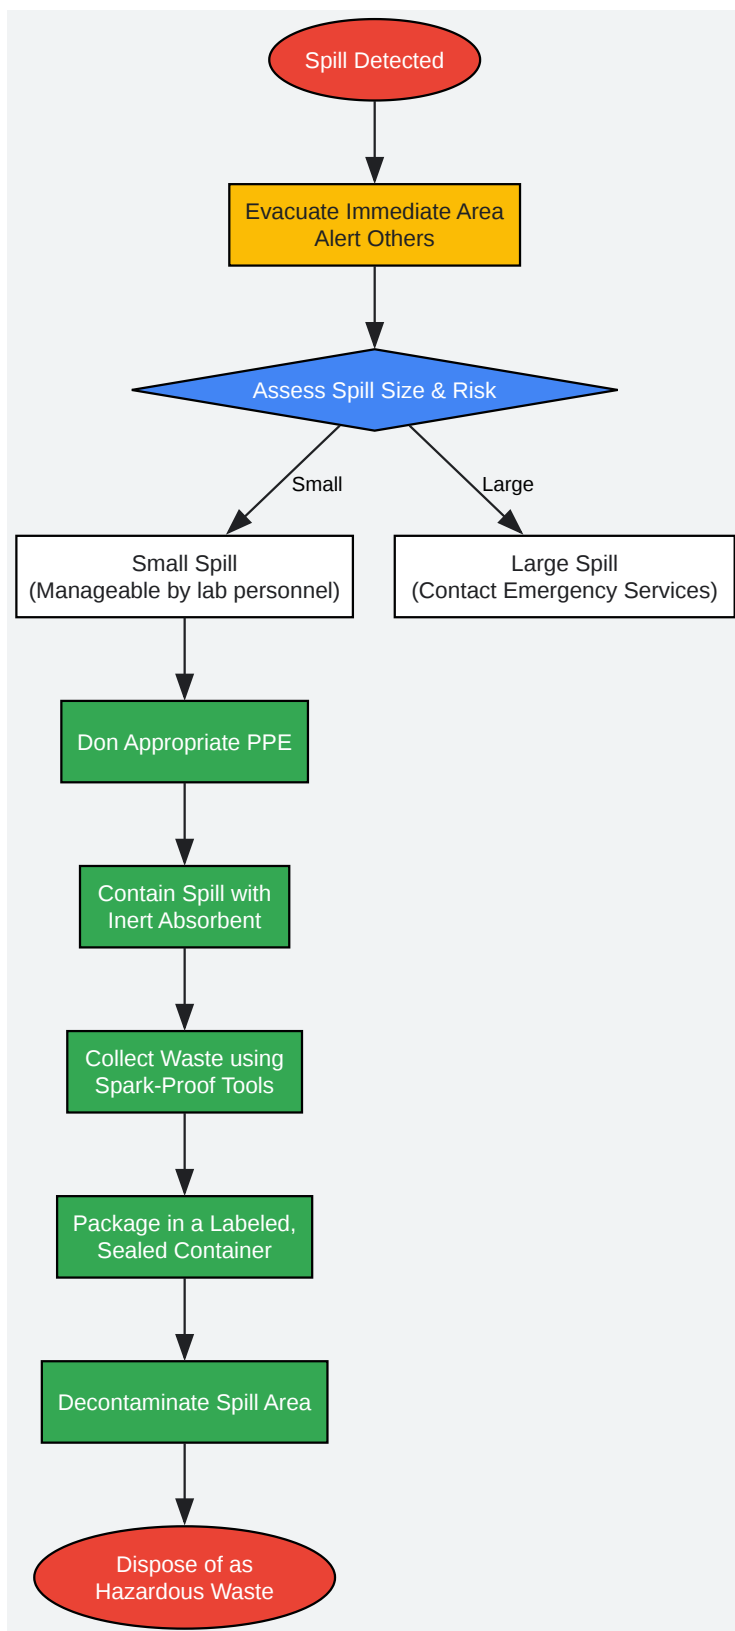 Spill Detected
Evacuate Immediate Area
Alert Others
Assess Spill Size & Risk
Small
Large
Small Spill
(Manageable by lab personnel)
Large Spill
(Contact Emergency Services)
Don Appropriate PPE
Contain Spill with
Inert Absorbent
Collect Waste using
Spark-Proof Tools
Package in a Labeled,
Sealed Container
Decontaminate Spill Area
Dispose of as
Hazardous Waste